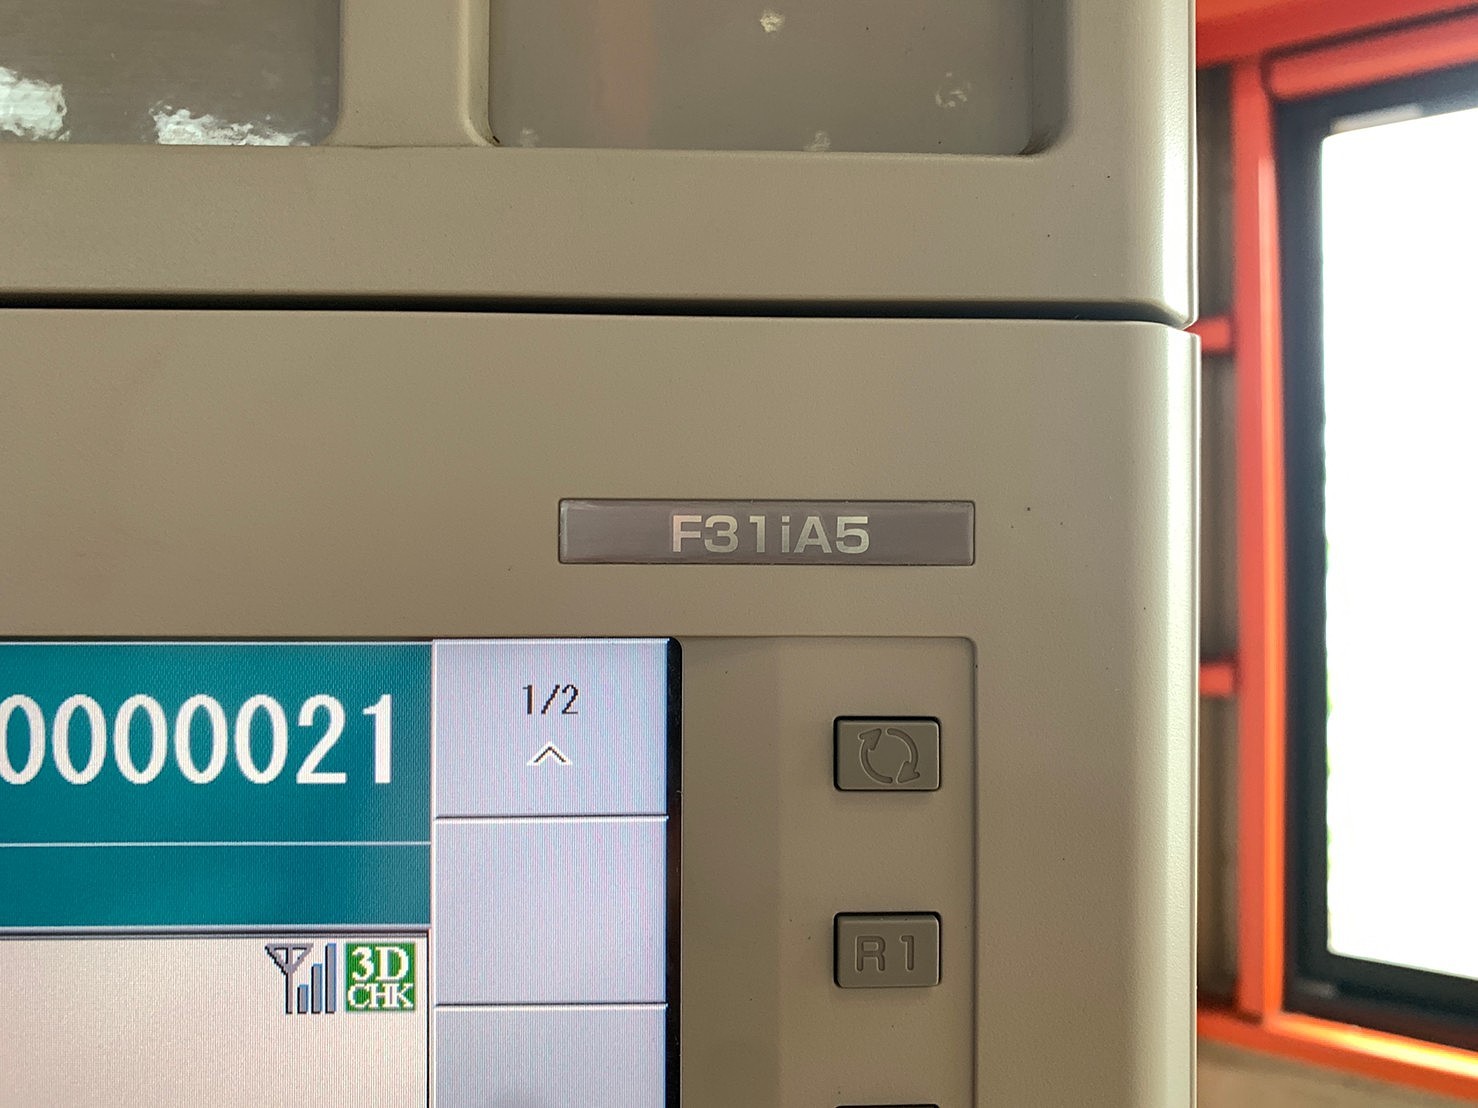 F31iA5
0000021
1/2
3D
CHK
R1